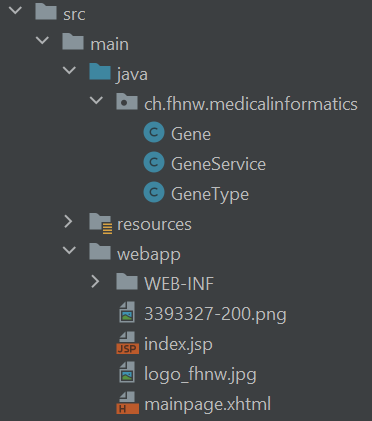 src
main
java
ch.fhnw.medicalinformatics
Gene
GeneService
GeneType
resources
webapp
WEB-INF
3393327-200.png
JSP index.jsp
logo_fhnw.jpg
H mainpage.xhtml